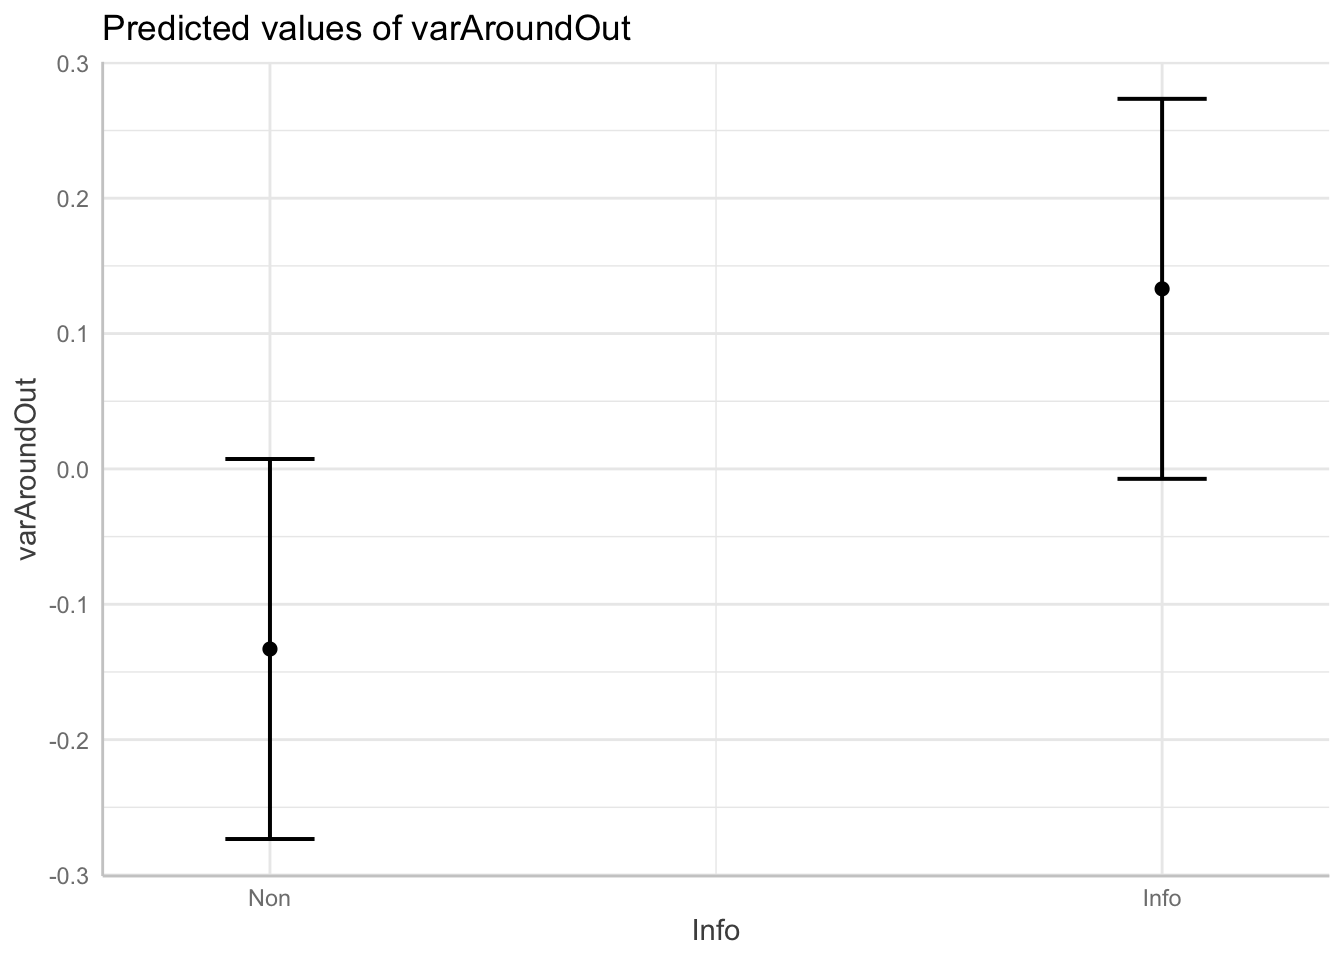 Predicted values of varAroundOut
0.3
0.2
0.1
0.0
-0.1
-0.2
-0.3
varAroundOut
Non
Info
Info